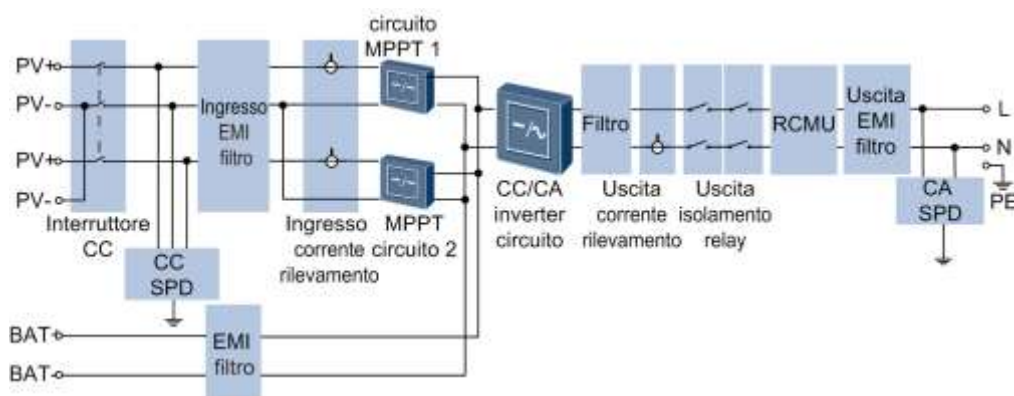 PV+
PV-
PV+
PV-
Interruttore
CC
CC
SPD
Ingresso
EMI
filtro
Ingresso
corrente
rilevamento
circuito
MPPT 1
MPPT
circuito 2
BAT+
BAT-
EMI
filtro
CC/CA
inverter
circuito
Filtro
Uscita
corrente
rilevamento
Uscita
isolamento
relay
RCMU
Uscita
EMI
filtro
CA
SPD
L
N
PE